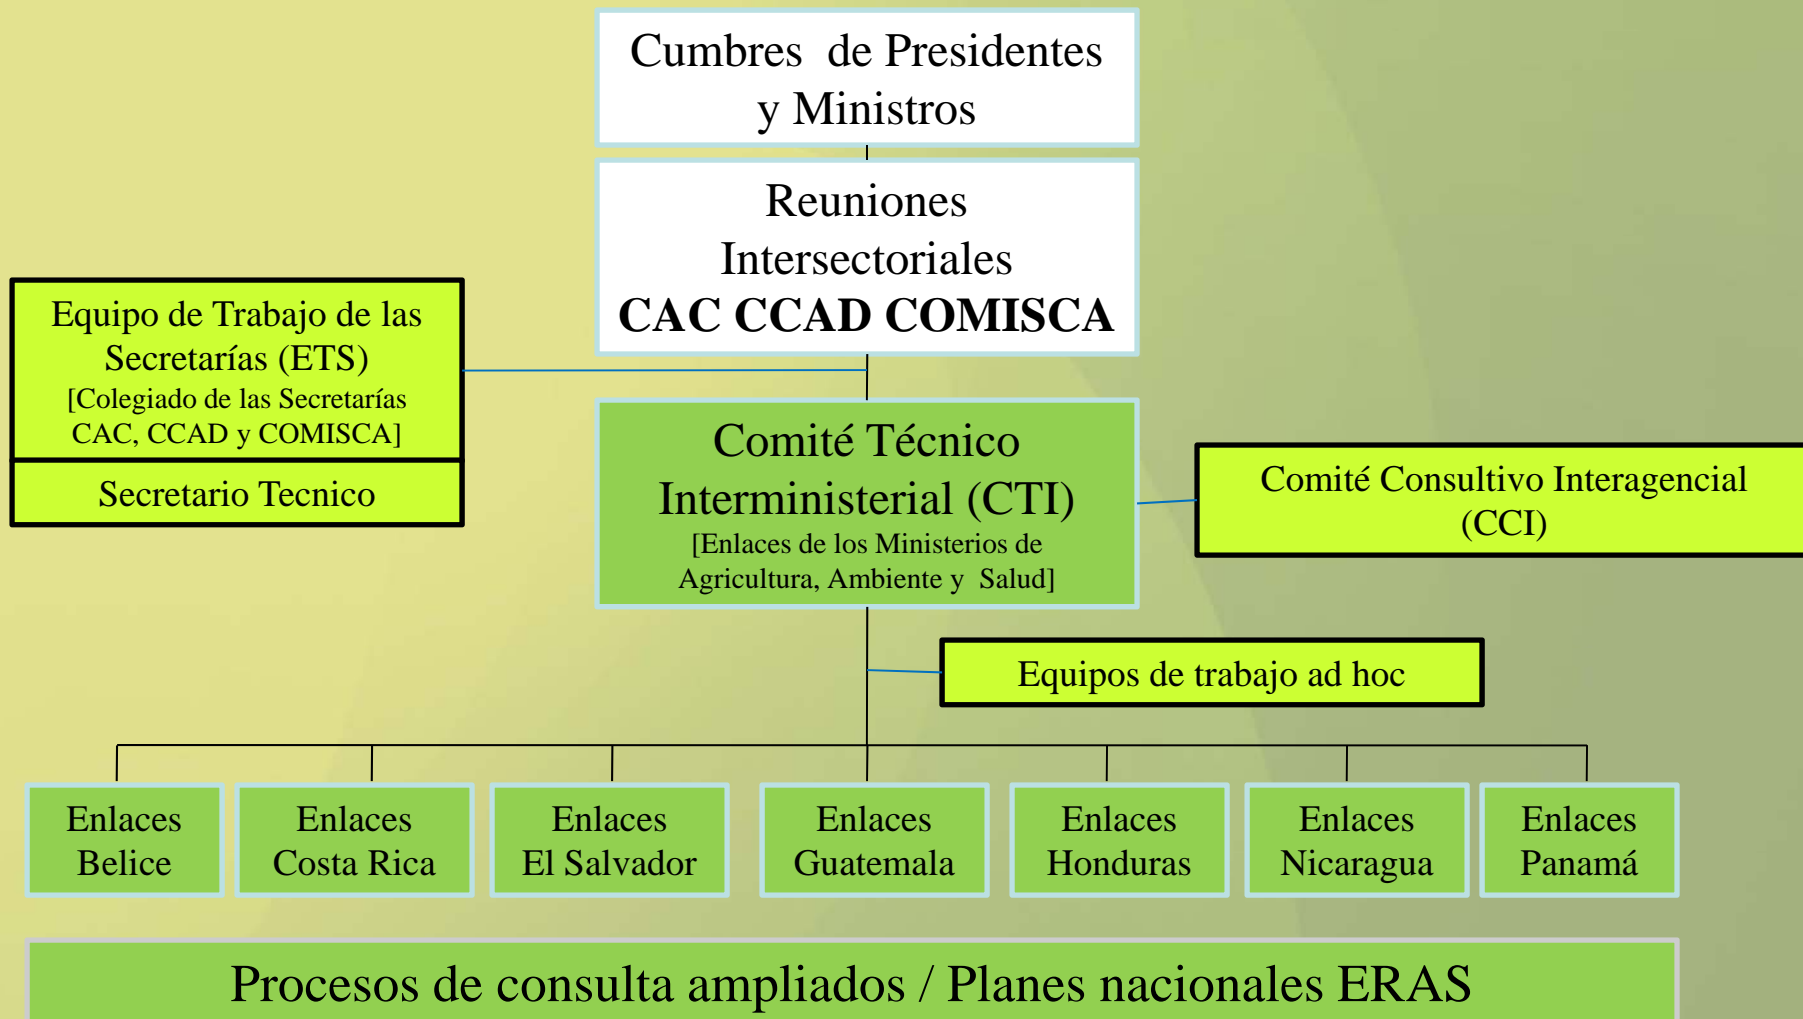 Cumbres de Presidentes
y Ministros
Reuniones
Intersectoriales
CAC CCAD COMISCA
Equipo de Trabajo de las
Secretarías (ETS)
[Colegiado de las Secretarías
CAC, CCAD y COMISCA]
Secretario Tecnico
Comité Técnico
Interministerial (CTI)
[Enlaces de los Ministerios de
Agricultura, Ambiente y Salud]
Comité Consultivo Interagencial
(CCI)
Equipos de trabajo ad hoc
Enlaces
Belice
Enlaces
Costa Rica
Enlaces
El Salvador
Enlaces
Guatemala
Enlaces
Honduras
Enlaces
Nicaragua
Enlaces
Panamá
Procesos de consulta ampliados / Planes nacionales ERAS